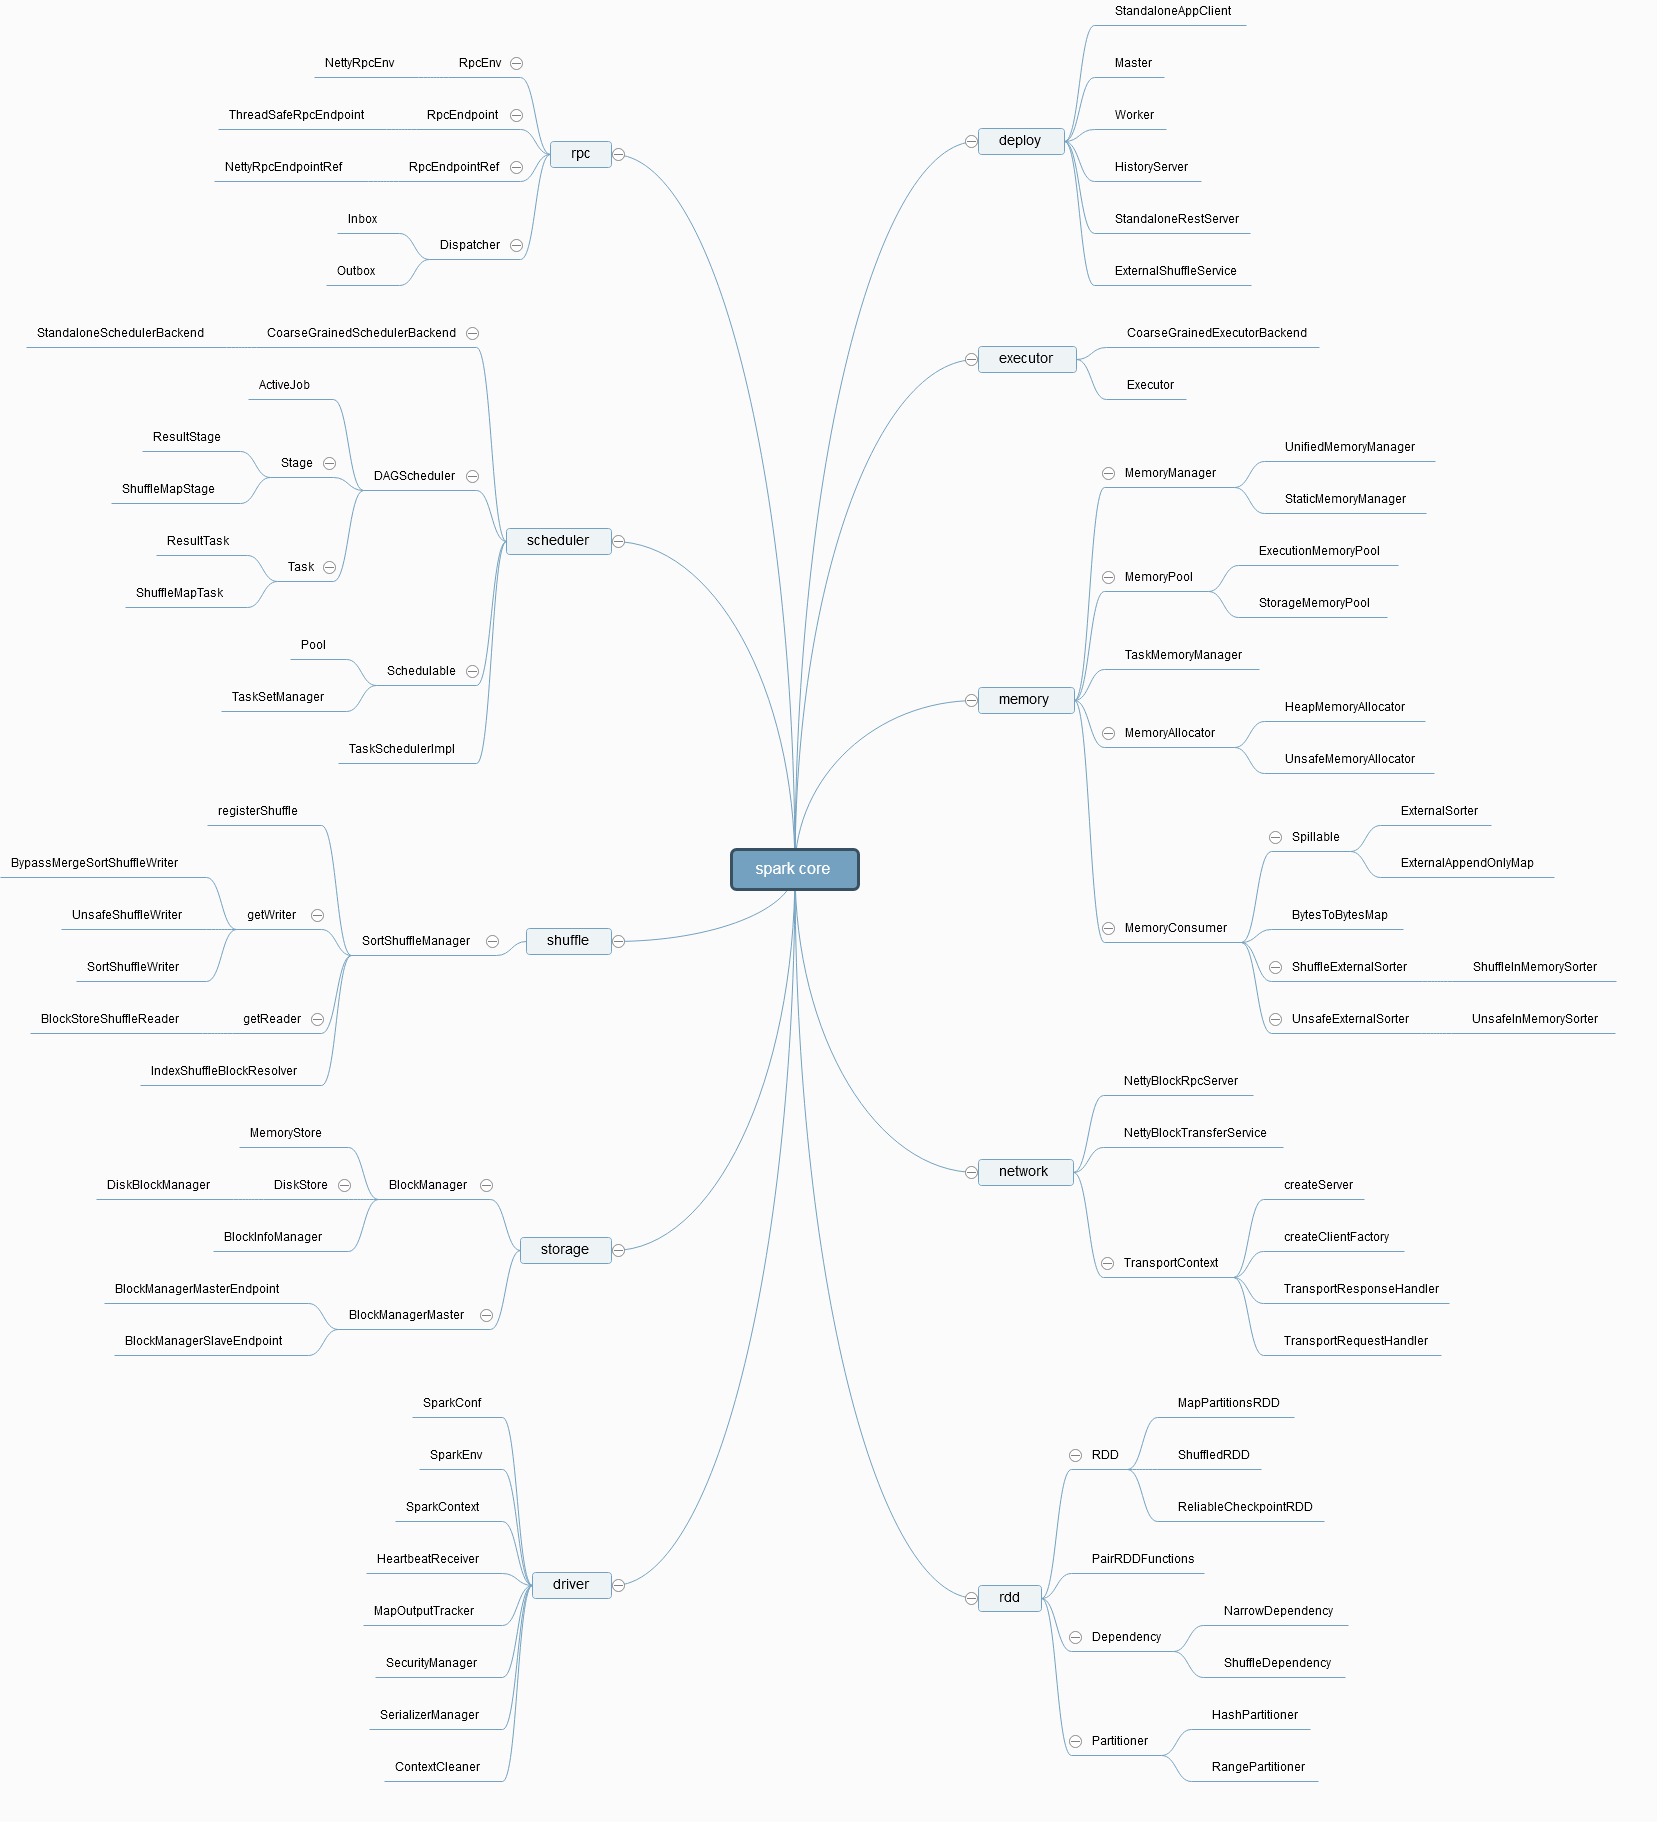 spark core
rpc
RpcEnv
NettyRpcEnv
RpcEndpoint
ThreadSafeRpcEndpoint
RpcEndpointRef
NettyRpcEndpointRef
Dispatcher
Inbox
Outbox
scheduler
CoarseGrainedSchedulerBackend
StandaloneSchedulerBackend
DAGScheduler
ActiveJob
Stage
ResultStage
ShuffleMapStage
Task
ResultTask
ShuffleMapTask
Schedulable
Pool
TaskSetManager
TaskSchedulerImpl
shuffle
SortShuffleManager
registerShuffle
getWriter
BypassMergeSortShuffleWriter
UnsafeShuffleWriter
SortShuffleWriter
getReader
BlockStoreShuffleReader
IndexShuffleBlockResolver
storage
BlockManager
MemoryStore
DiskStore
DiskBlockManager
BlockInfoManager
BlockManagerMaster
BlockManagerMasterEndpoint
BlockManagerSlaveEndpoint
driver
SparkConf
SparkEnv
SparkContext
HeartbeatReceiver
MapOutputTracker
SecurityManager
SerializerManager
ContextCleaner
deploy
StandaloneAppClient
Master
Worker
HistoryServer
StandaloneRestServer
ExternalShuffleService
executor
CoarseGrainedExecutorBackend
Executor
memory
MemoryManager
UnifiedMemoryManager
StaticMemoryManager
MemoryPool
ExecutionMemoryPool
StorageMemoryPool
TaskMemoryManager
MemoryAllocator
HeapMemoryAllocator
UnsafeMemoryAllocator
MemoryConsumer
Spillable
ExternalSorter
ExternalAppendOnlyMap
BytesToBytesMap
ShuffleExternalSorter
ShuffleInMemorySorter
UnsafeExternalSorter
UnsafeInMemorySorter
network
NettyBlockRpcServer
NettyBlockTransferService
TransportContext
createServer
createClientFactory
TransportResponseHandler
TransportRequestHandler
rdd
RDD
MapPartitionsRDD
ShuffledRDD
ReliableCheckpointRDD
PairRDDFunctions
Dependency
NarrowDependency
ShuffleDependency
Partitioner
HashPartitioner
RangePartitioner